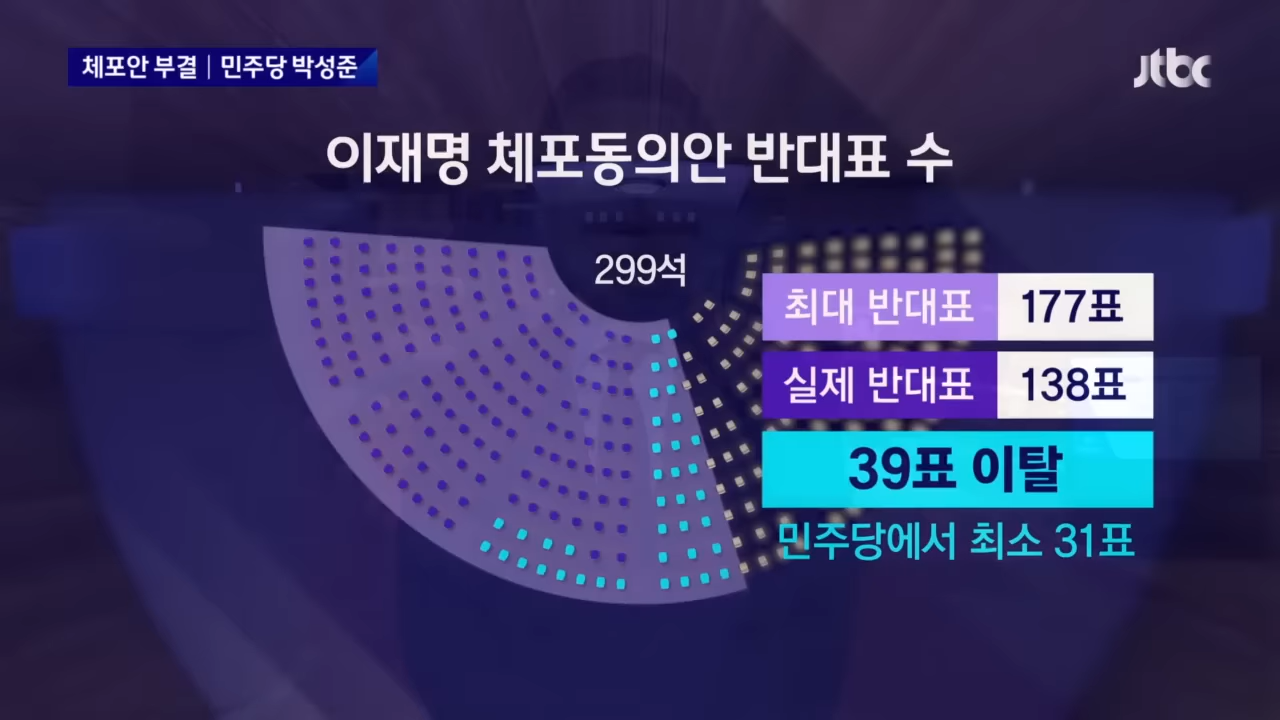 체포안 부결 | 민주당 박성준
jtbc
이재명 체포동의안 반대표 수
299석
최대 반대표 177표
실제 반대표 138표
39표 이탈
민주당에서 최소 31표